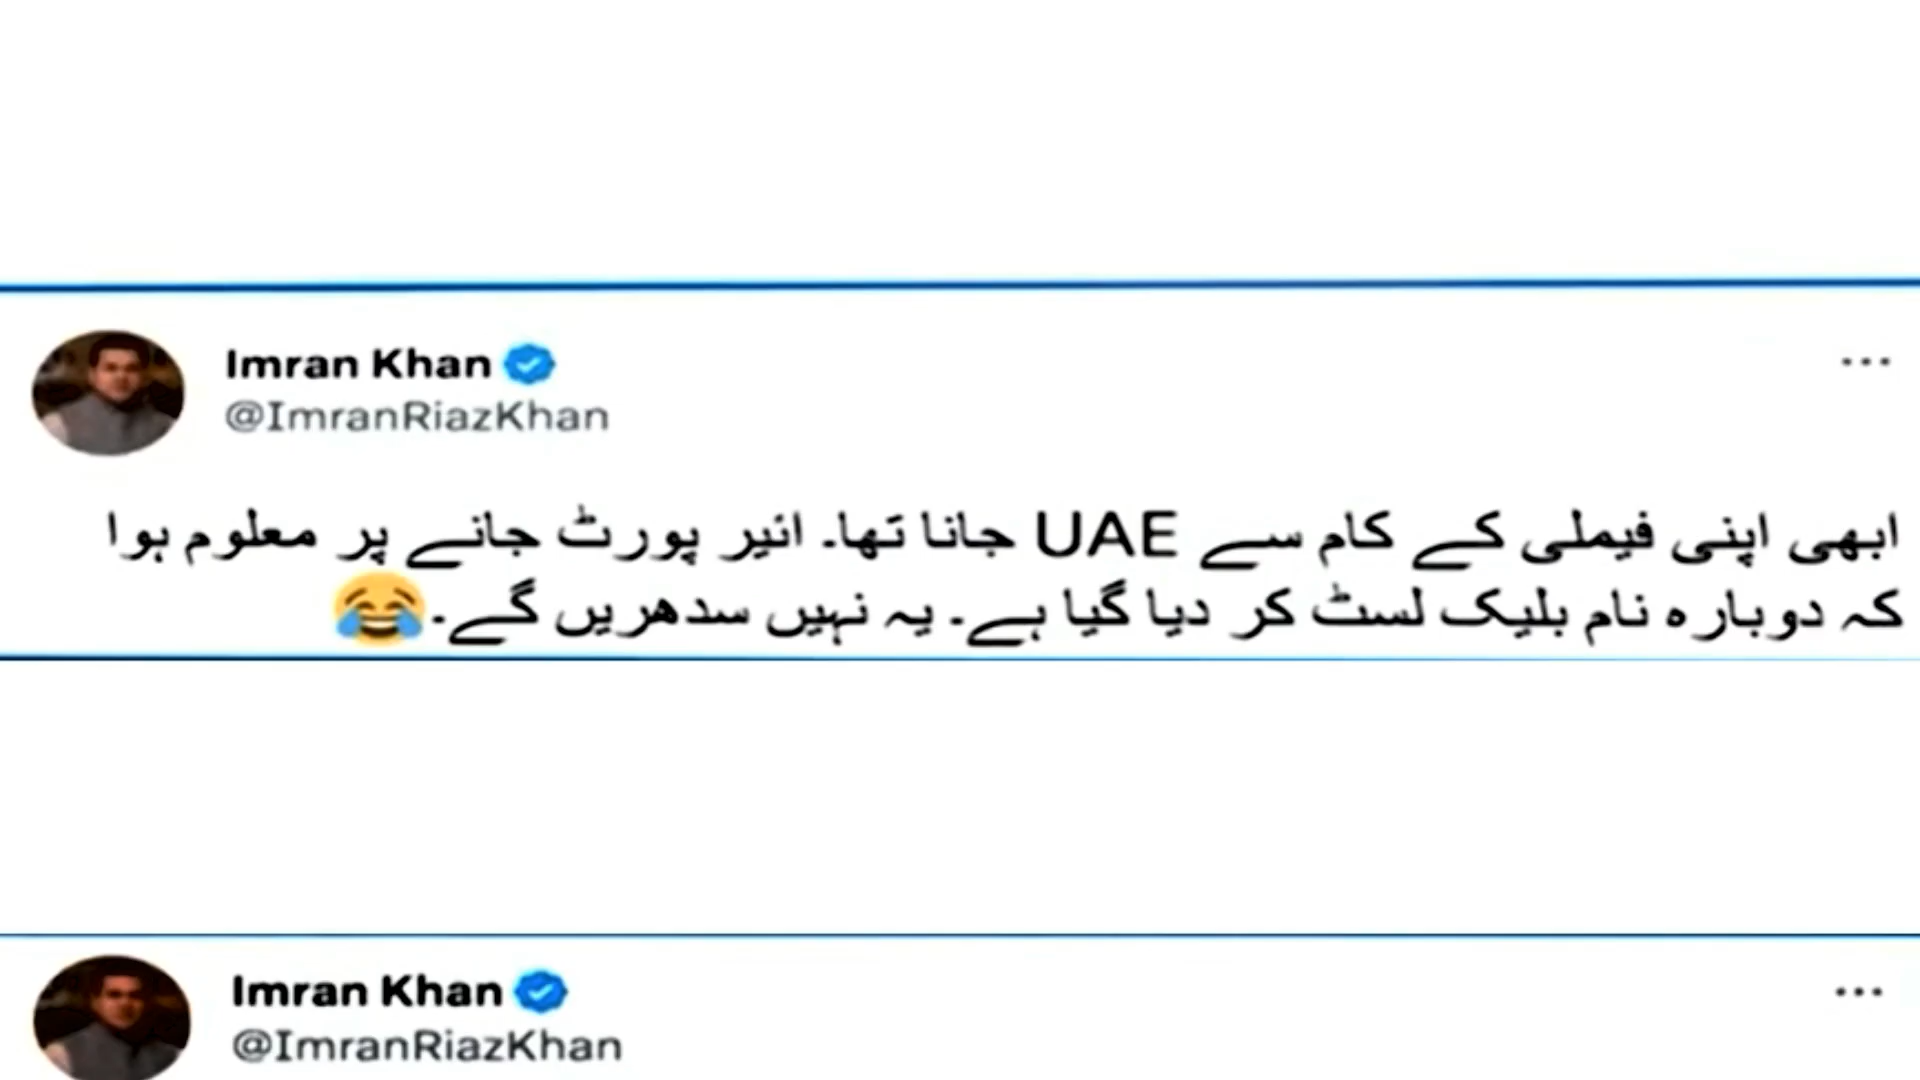 Imran Khan
@ImranRiazKhan
ابھی اپنی فیملی کے کام سے UAE جانا تھا۔ ائیر پورٹ جانے پر معلوم ہوا
کہ دوبارہ نام بلیک لسٹ کر دیا گیا ہے۔ یہ نہیں سدھریں گے۔😂
Imran Khan
@ImranRiazKhan